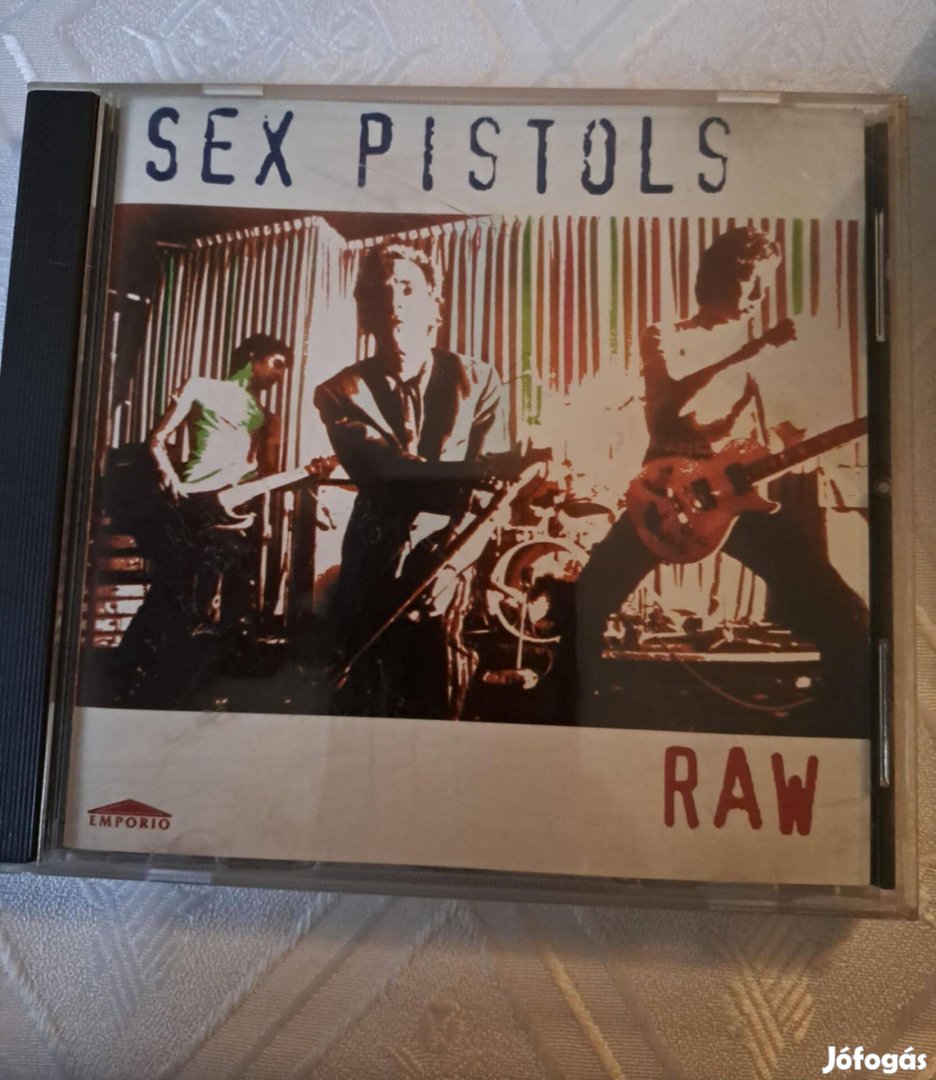 SEX PISTOLS
RAW
EMPORIO
Jófogás